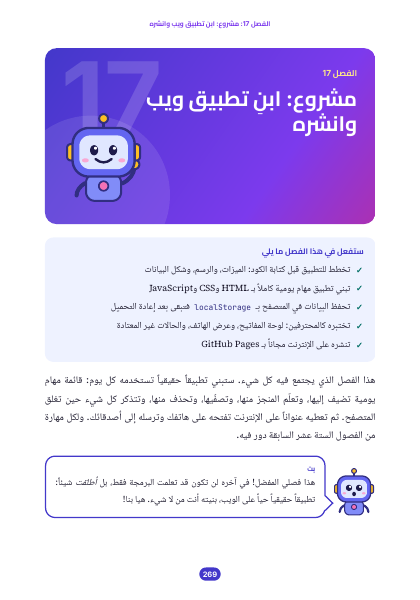 الفصل 17: مشروع: ابنِ تطبيق ويب وانشره
17
الفصل 17
مشروع: ابنِ تطبيق ويب
وانشره
ستفعل في هذا الفصل ما يلي
✓ تخطط للتطبيق قبل كتابة الكود: الميزات، والرسم، وشكل البيانات
✓ تبني تطبيق مهام يومية كاملاً بـ HTML وCSS وJavaScript
✓ تحفظ البيانات في المتصفح بـ localStorage فتبقى بعد إعادة التحميل
✓ تختبره كالمحترفين: لوحة المفاتيح، وعرض الهاتف، والحالات غير المعتادة
✓ تنشره على الإنترنت مجاناً بـ GitHub Pages
هذا الفصل الذي يجتمع فيه كل شيء. ستبني تطبيقاً حقيقياً تستخدمه كل يوم: قائمة مهام
يومية تضيف إليها، وتعلّم المنجز منها، وتصفّيها، وتحذف منها، وتتذكر كل شيء حين تغلق
المتصفح. ثم تعطيه عنواناً على الإنترنت تفتحه على هاتفك وترسله إلى أصدقائك. ولكل مهارة
من الفصول الستة عشر السابقة دور فيه.
بت
هذا فصلي المفضل! في آخره لن تكون قد تعلمت البرمجة فقط، بل أطلقت شيئاً:
تطبيقاً حقيقياً حياً على الويب، بنيته أنت من لا شيء. هيا بنا!
269